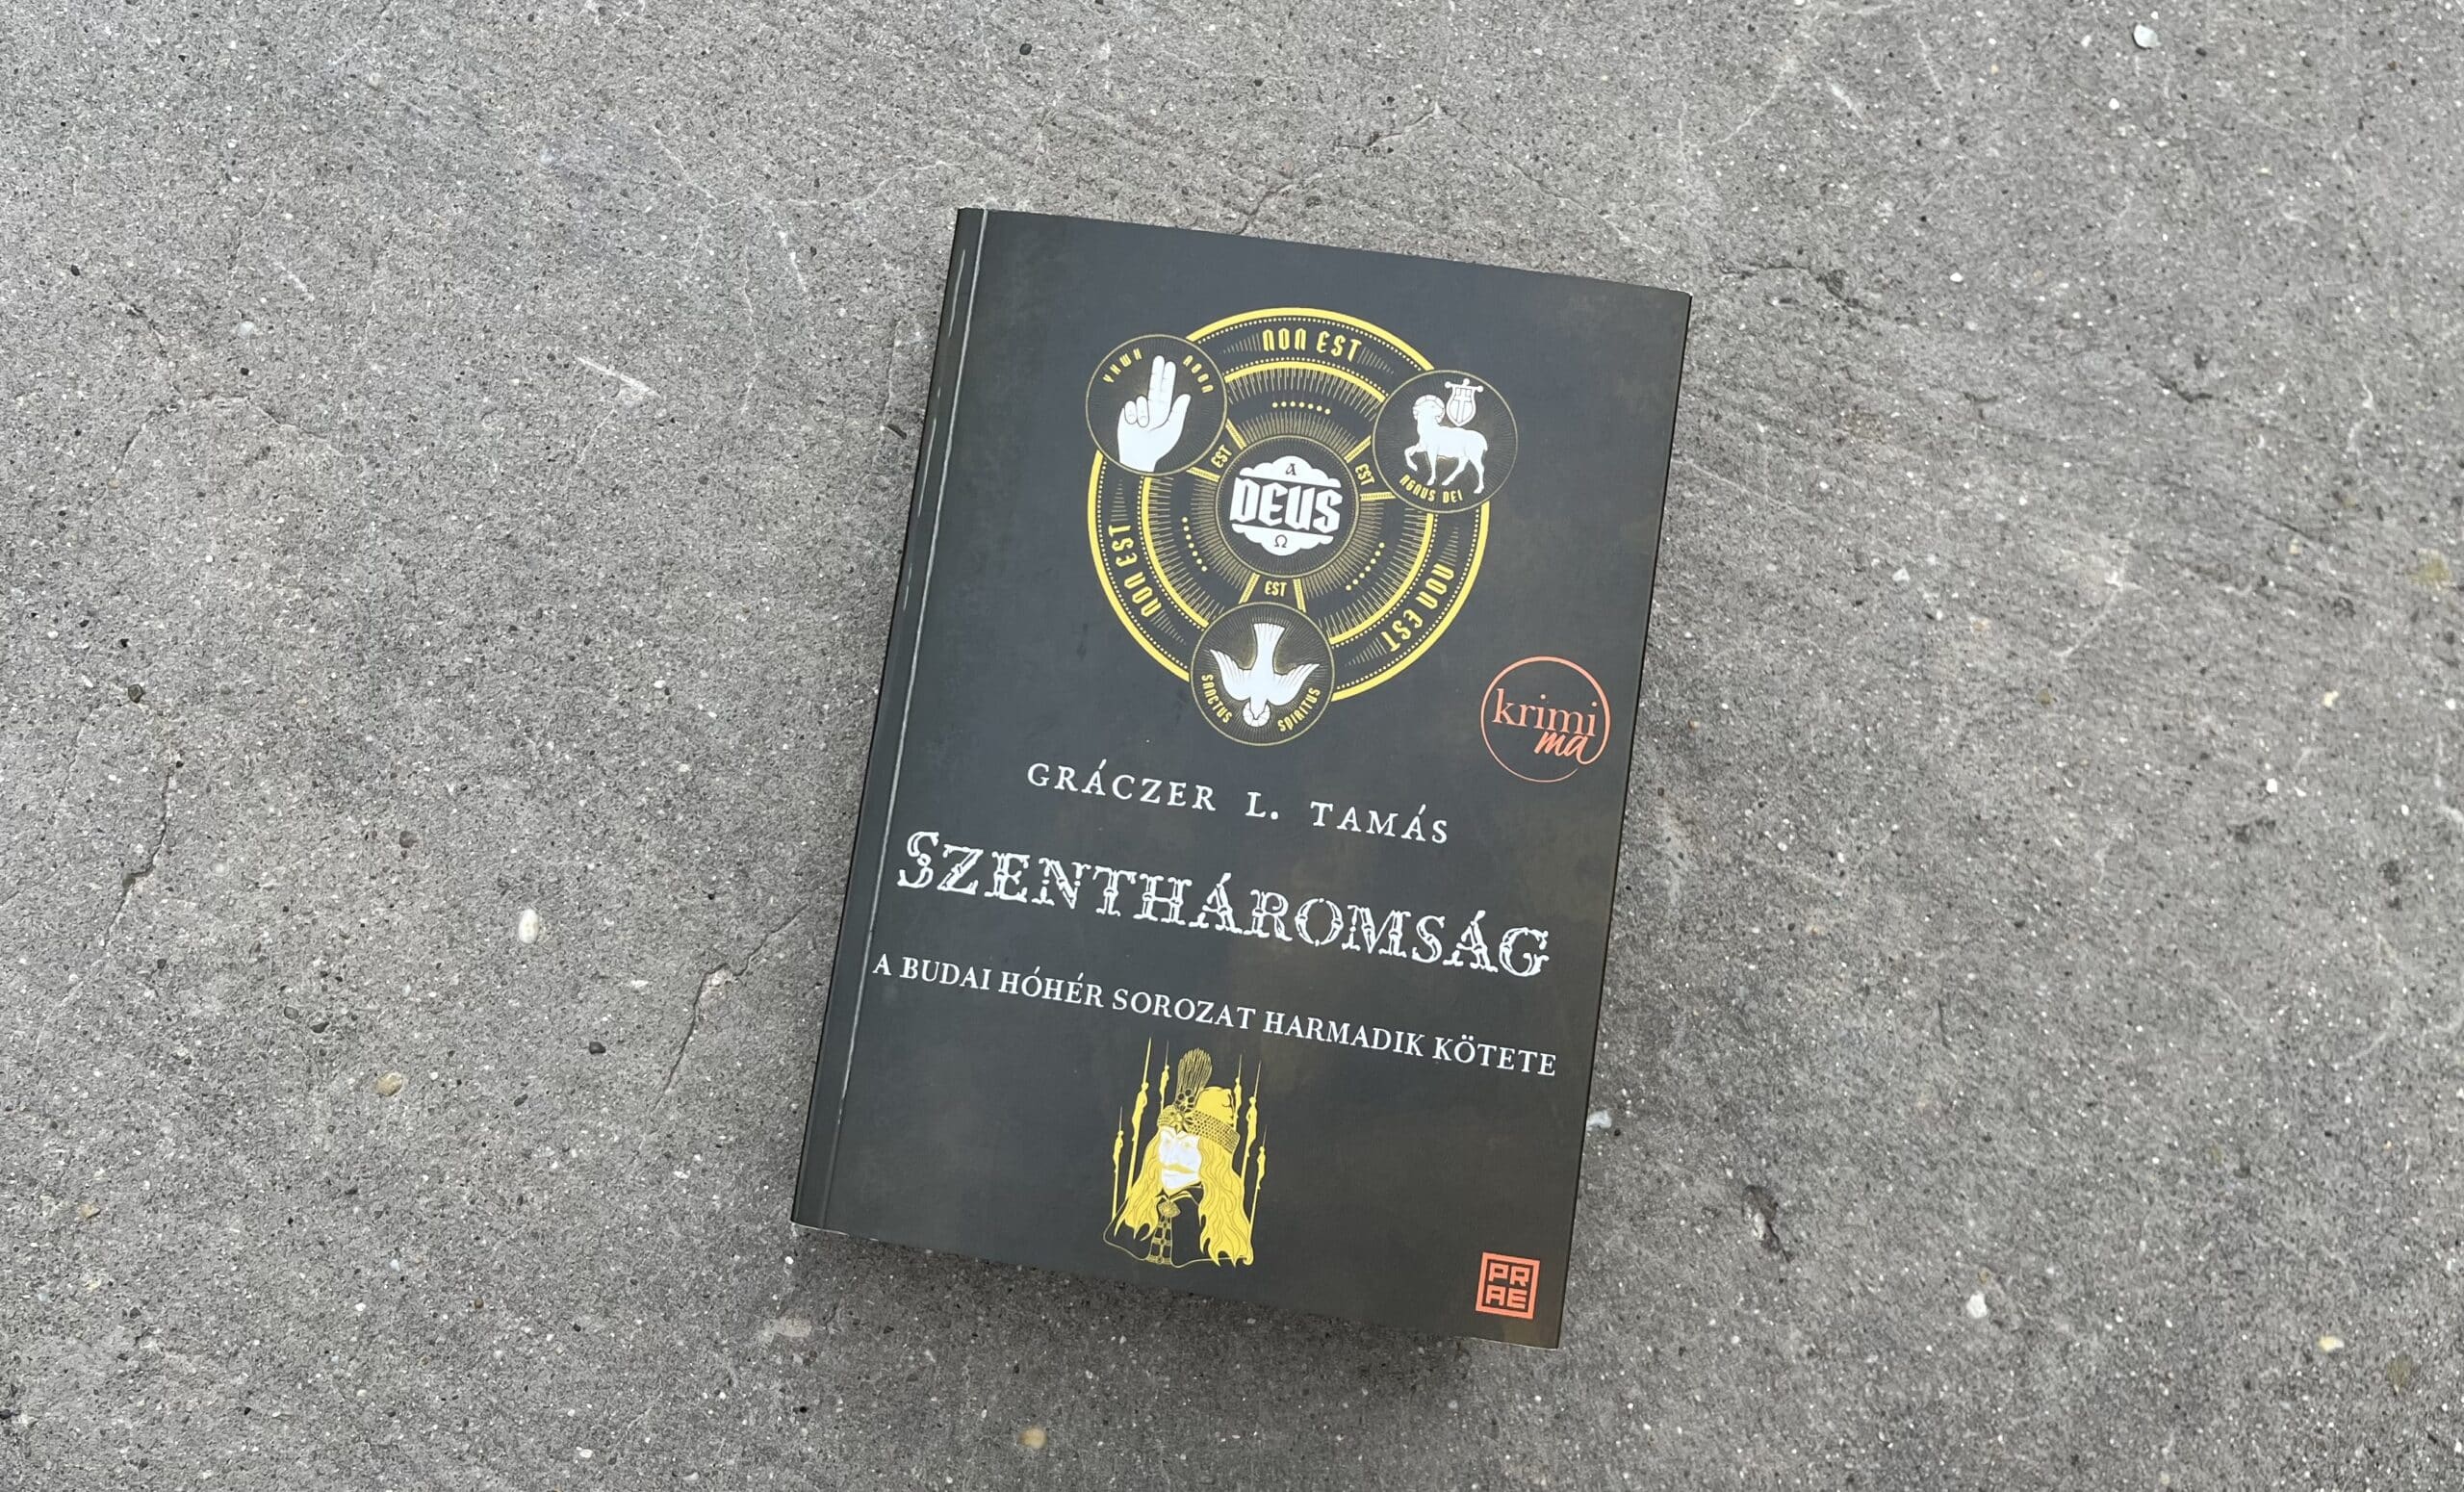 NON EST
AGNUS DEI
EST
EST
A
DEUS
Ω
NON EST
NON EST
EST
SANCTUS SPIRITUS
krimi
ma
GRÁCZER L. TAMÁS
SZENTHÁROMSÁG
A BUDAI HÓHÉR SOROZAT HARMADIK KÖTETE
PR
AE